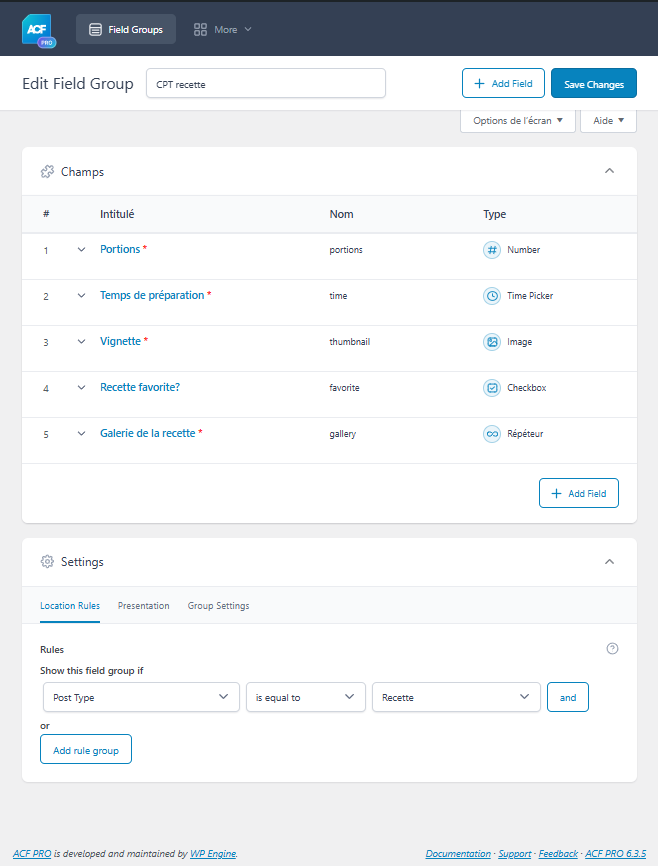 ACF PRO Field Groups More
Edit Field Group CPT recette + Add Field Save Changes
Options de l'écran ▼ Aide ▼
Champs
# Intitulé Nom Type
1 Portions * portions Number
2 Temps de préparation * time Time Picker
3 Vignette * thumbnail Image
4 Recette favorite? favorite Checkbox
5 Galerie de la recette * gallery Répéteur
+ Add Field
Settings
Location Rules Presentation Group Settings
Rules
Show this field group if
Post Type is equal to Recette and
or
Add rule group
ACF PRO is developed and maintained by WP Engine. Documentation · Support · Feedback · ACF PRO 6.3.5